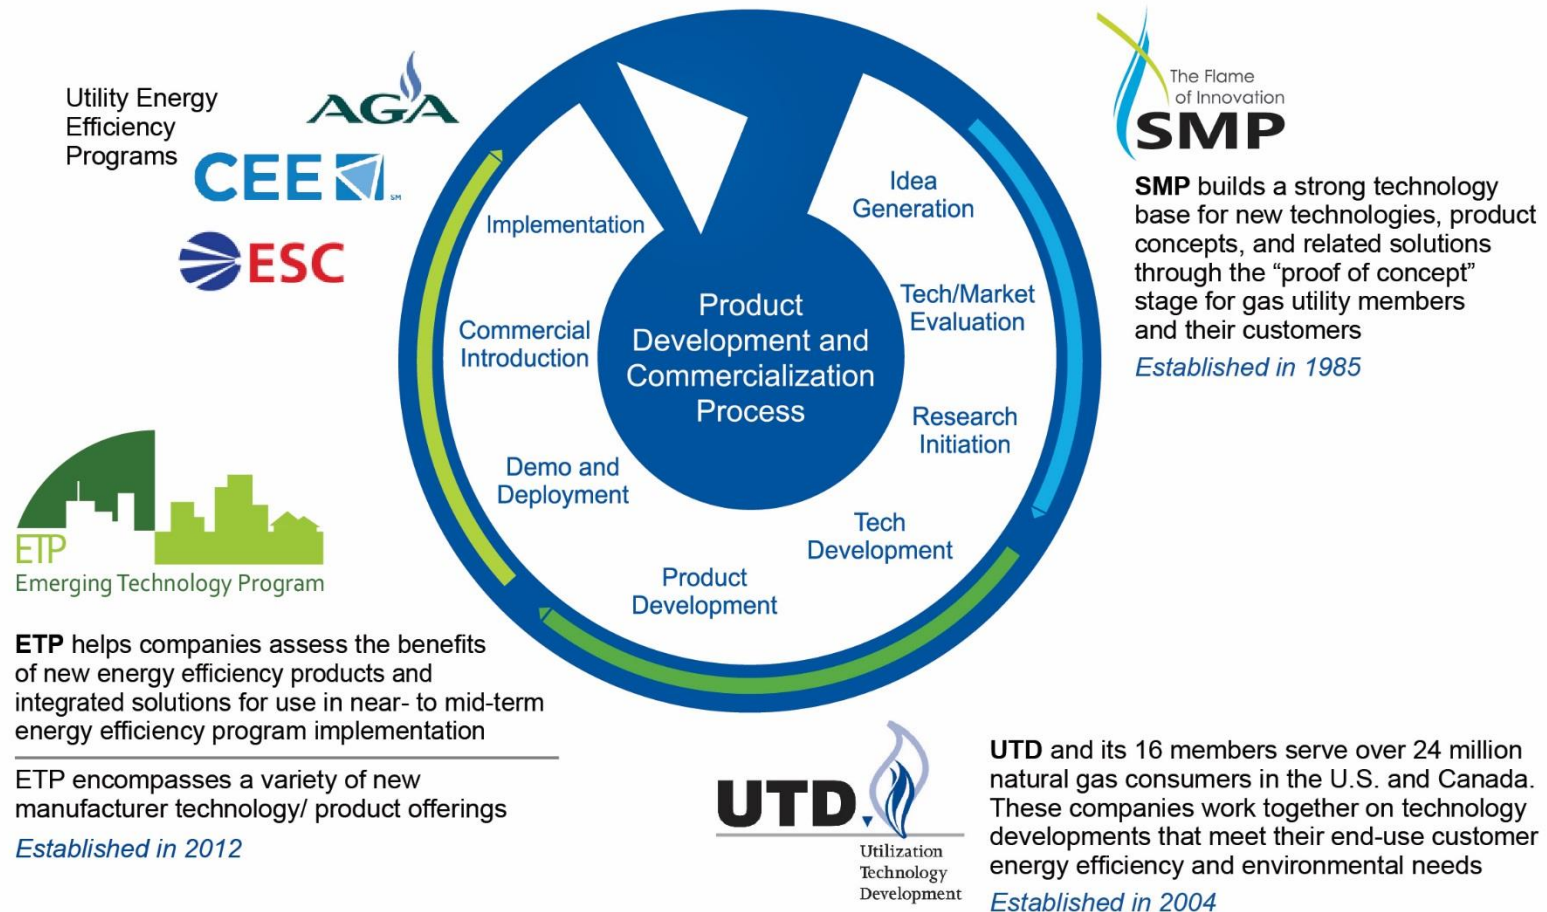 Utility Energy
Efficiency
Programs
AGA
CEE
SM
ESC
The Flame
of Innovation
SMP
SMP builds a strong technology
base for new technologies, product
concepts, and related solutions
through the “proof of concept”
stage for gas utility members
and their customers
Established in 1985
Idea
Generation
Tech/Market
Evaluation
Research
Initiation
Tech
Development
Product
Development
Demo and
Deployment
Commercial
Introduction
Implementation
Product
Development and
Commercialization
Process
ETP
Emerging Technology Program
ETP helps companies assess the benefits
of new energy efficiency products and
integrated solutions for use in near- to mid-term
energy efficiency program implementation
ETP encompasses a variety of new
manufacturer technology/ product offerings
Established in 2012
UTD
Utilization
Technology
Development
UTD and its 16 members serve over 24 million
natural gas consumers in the U.S. and Canada.
These companies work together on technology
developments that meet their end-use customer
energy efficiency and environmental needs
Established in 2004